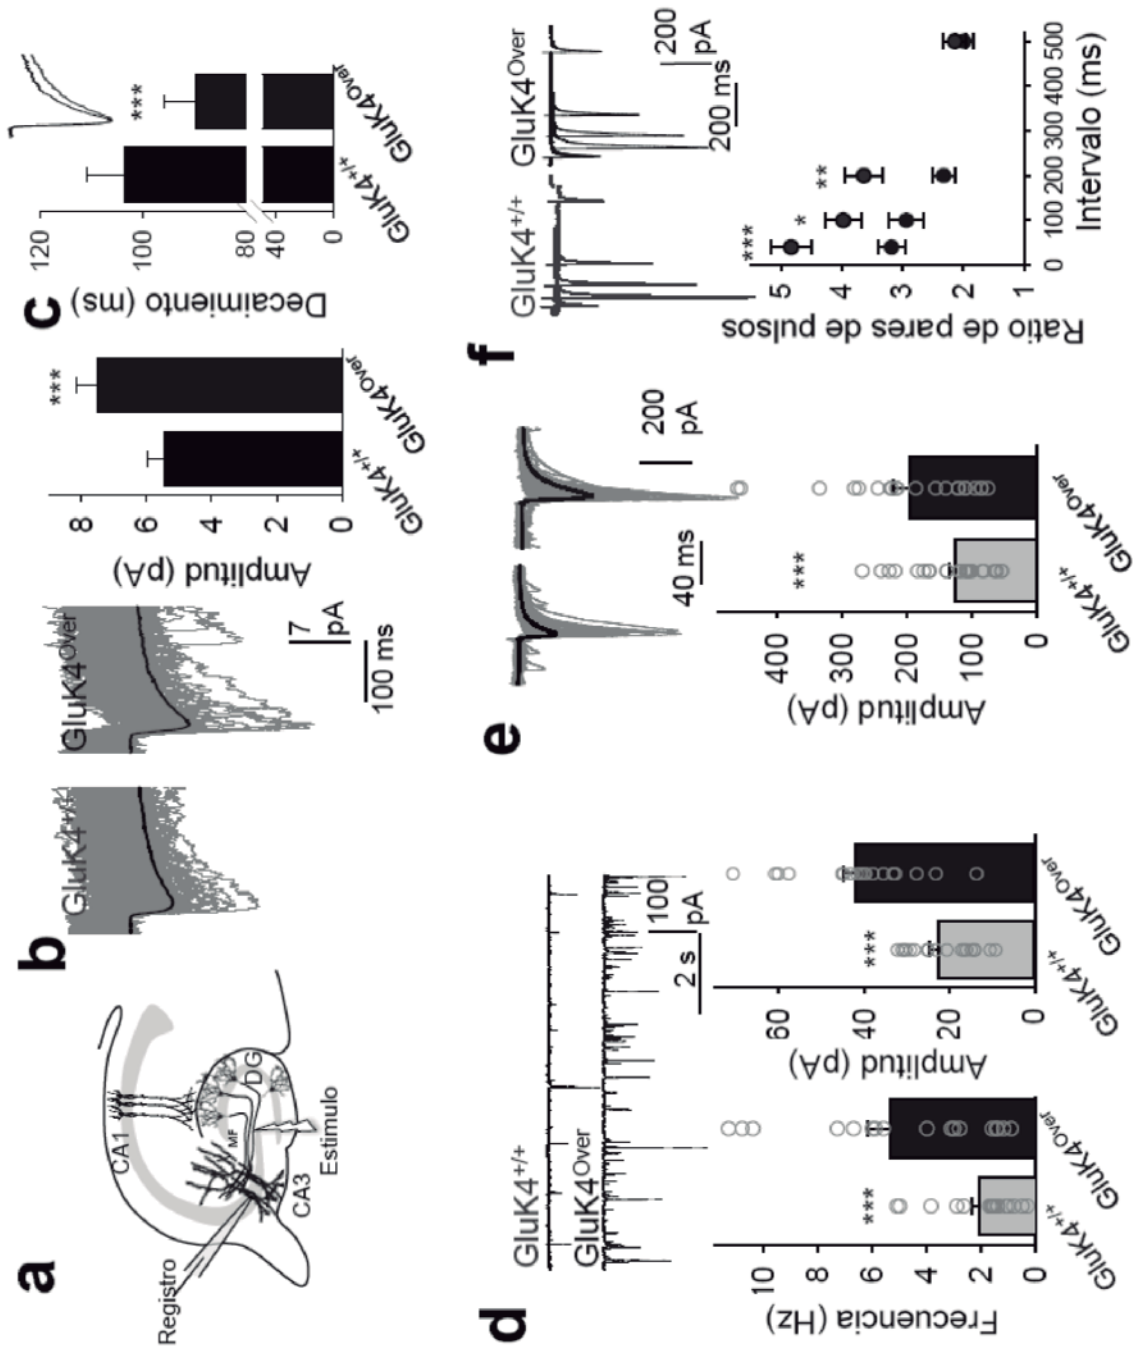 a
Registro
CA1
MF
DG
CA3
Estimulo
b
GluK4+/+
GluK4Over
7
pA
100 ms
Amplitud (pA)
8
6
4
2
0
***
GluK4+/+
GluK4Over
c
Decaimiento (ms)
120
100
80
40
0
***
GluK4+/+
GluK4Over
d
GluK4+/+
GluK4Over
100
pA
2 s
Frecuencia (Hz)
10
8
6
4
2
0
***
GluK4+/+
GluK4Over
Amplitud (pA)
60
40
20
0
***
GluK4+/+
GluK4Over
e
200
pA
40 ms
Amplitud (pA)
400
300
200
100
0
***
GluK4+/+
GluK4Over
f
GluK4+/+
GluK4Over
200
pA
200 ms
Ratio de pares de pulsos
5
4
3
2
1
***
*
**
0 100 200 300 400 500
Intervalo (ms)